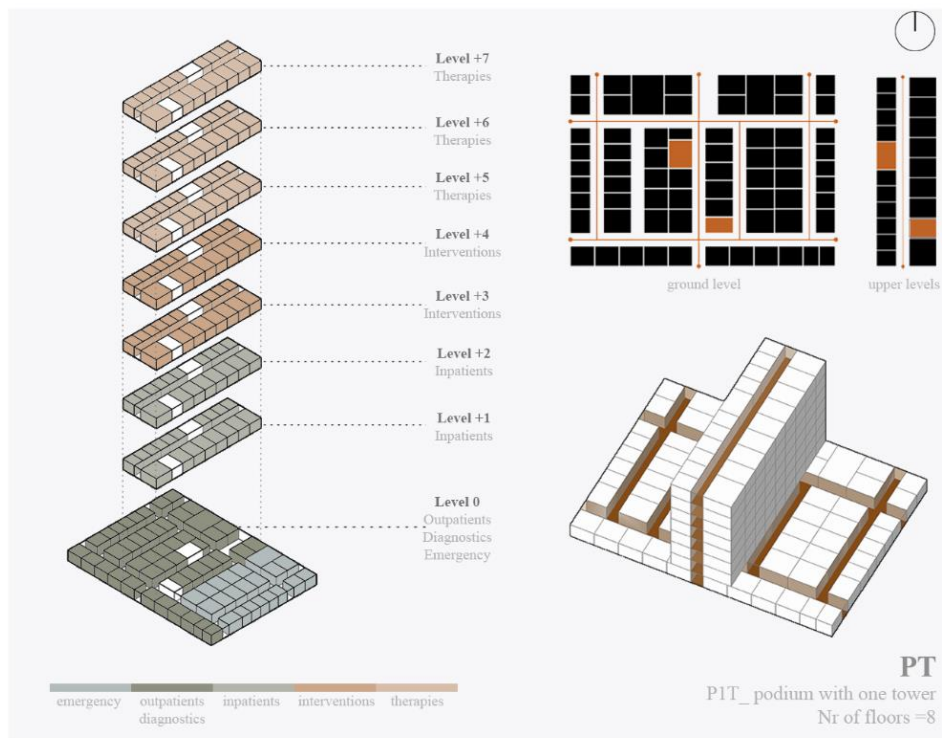 Level +7
Therapies
Level +6
Therapies
Level +5
Therapies
Level +4
Interventions
Level +3
Interventions
Level +2
Inpatients
Level +1
Inpatients
Level 0
Outpatients
Diagnostics
Emergency
ground level
upper levels
emergency
outpatients
diagnostics
inpatients
interventions
therapies
PT
P1T_ podium with one tower
Nr of floors =8